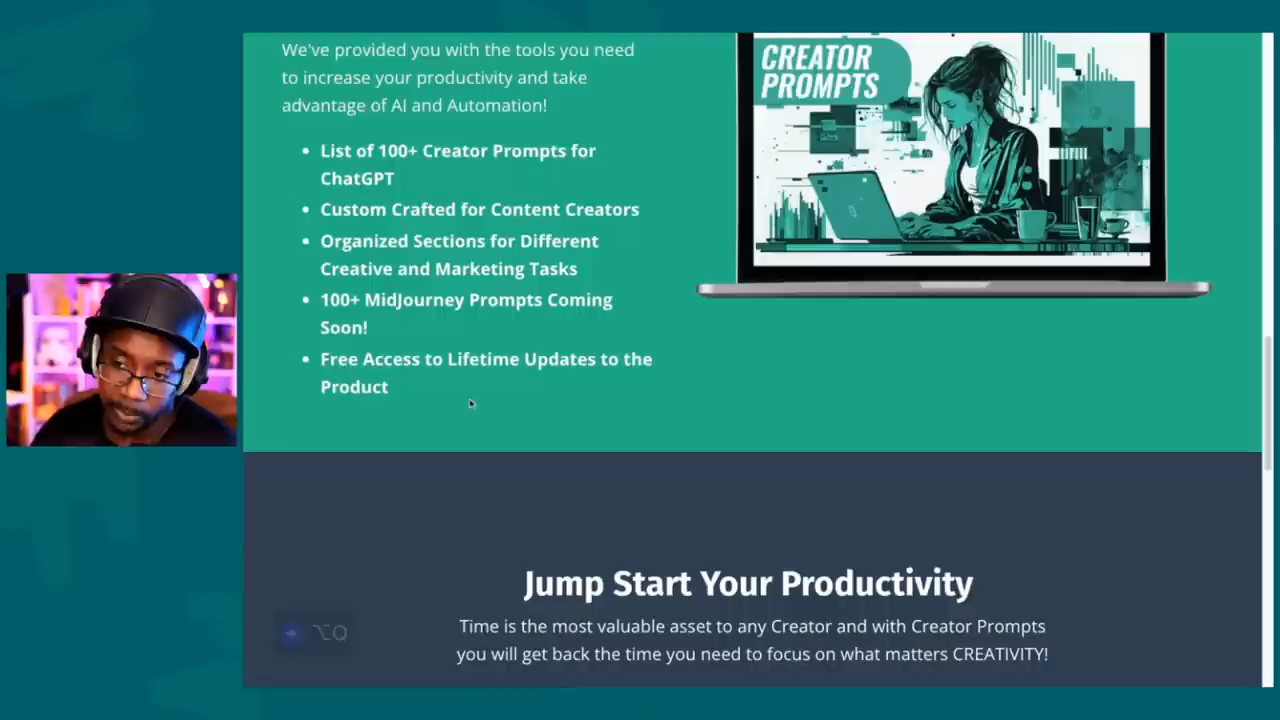 We've provided you with the tools you need
to increase your productivity and take
advantage of AI and Automation!
• List of 100+ Creator Prompts for
ChatGPT
• Custom Crafted for Content Creators
• Organized Sections for Different
Creative and Marketing Tasks
• 100+ MidJourney Prompts Coming
Soon!
• Free Access to Lifetime Updates to the
Product
CREATOR
PROMPTS
Jump Start Your Productivity
Time is the most valuable asset to any Creator and with Creator Prompts
you will get back the time you need to focus on what matters CREATIVITY!
⌥Q